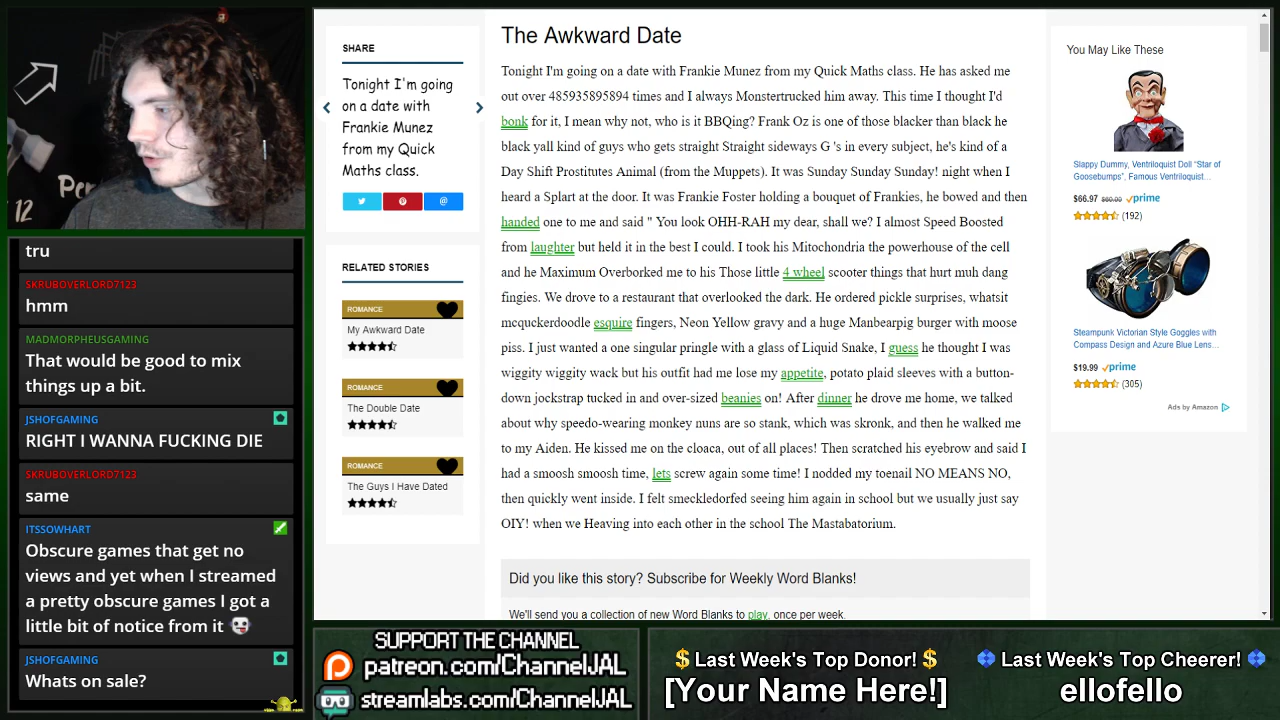 Per
12
tru
SKRUBOVERLORD7123
hmm
MADMORPHEUSGAMING
That would be good to mix
things up a bit.
JSHOFGAMING
RIGHT I WANNA FUCKING DIE
SKRUBOVERLORD7123
same
ITSSOWHART
Obscure games that get no
views and yet when I streamed
a pretty obscure games I got a
little bit of notice from it
JSHOFGAMING
Whats on sale?
SHARE
Tonight I'm going
on a date with
Frankie Munez
from my Quick
Maths class.
RELATED STORIES
ROMANCE
My Awkward Date
ROMANCE
The Double Date
ROMANCE
The Guys I Have Dated
The Awkward Date
Tonight I'm going on a date with Frankie Munez from my Quick Maths class. He has asked me
out over 485935895894 times and I always Monstertrucked him away. This time I thought I'd
bonk for it, I mean why not, who is it BBQing? Frank Oz is one of those blacker than black he
black yall kind of guys who gets straight Straight sideways G 's in every subject, he's kind of a
Day Shift Prostitutes Animal (from the Muppets). It was Sunday Sunday Sunday! night when I
heard a Splart at the door. It was Frankie Foster holding a bouquet of Frankies, he bowed and then
handed one to me and said " You look OHH-RAH my dear, shall we? I almost Speed Boosted
from laughter but held it in the best I could. I took his Mitochondria the powerhouse of the cell
and he Maximum Overborked me to his Those little 4 wheel scooter things that hurt muh dang
fingies. We drove to a restaurant that overlooked the dark. He ordered pickle surprises, whatsit
mcquckerdoodle esquire fingers, Neon Yellow gravy and a huge Manbearpig burger with moose
piss. I just wanted a one singular pringle with a glass of Liquid Snake, I guess he thought I was
wiggity wiggity wack but his outfit had me lose my appetite, potato plaid sleeves with a button-
down jockstrap tucked in and over-sized beanies on! After dinner he drove me home, we talked
about why speedo-wearing monkey nuns are so stank, which was skronk, and then he walked me
to my Aiden. He kissed me on the cloaca, out of all places! Then scratched his eyebrow and said I
had a smoosh smoosh time, lets screw again some time! I nodded my toenail NO MEANS NO,
then quickly went inside. I felt smeckledorfed seeing him again in school but we usually just say
OIY! when we Heaving into each other in the school The Mastabatorium.
Did you like this story? Subscribe for Weekly Word Blanks!
We'll send you a collection of new Word Blanks to play, once per week.
You May Like These
Slappy Dummy, Ventriloquist Doll "Star of
Goosebumps", Famous Ventriloquist…
$66.97 $60.00 prime
(192)
Steampunk Victorian Style Goggles with
Compass Design and Azure Blue Lens…
$19.99 prime
(305)
Ads by Amazon
SUPPORT THE CHANNEL
patreon.com/ChannelJAL
streamlabs.com/ChannelJAL
$ Last Week's Top Donor! $
[Your Name Here!]
Last Week's Top Cheerer!
ellofello